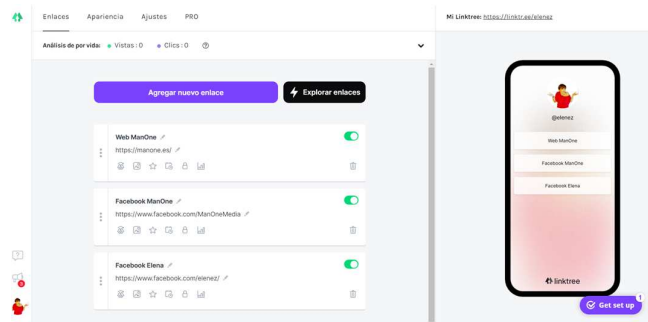 Enlaces Apariencia Ajustes PRO
Mi Linktree: https://linktr.ee/elenez
Análisis de por vida: Vistas : 0 Clics : 0
Agregar nuevo enlace
Explorar enlaces
Web ManOne
https://manone.es/
Facebook ManOne
https://www.facebook.com/ManOneMedia
Facebook Elena
https://www.facebook.com/elenez/
@elenez
Web ManOne
Facebook ManOne
Facebook Elena
linktree
Get set up
1